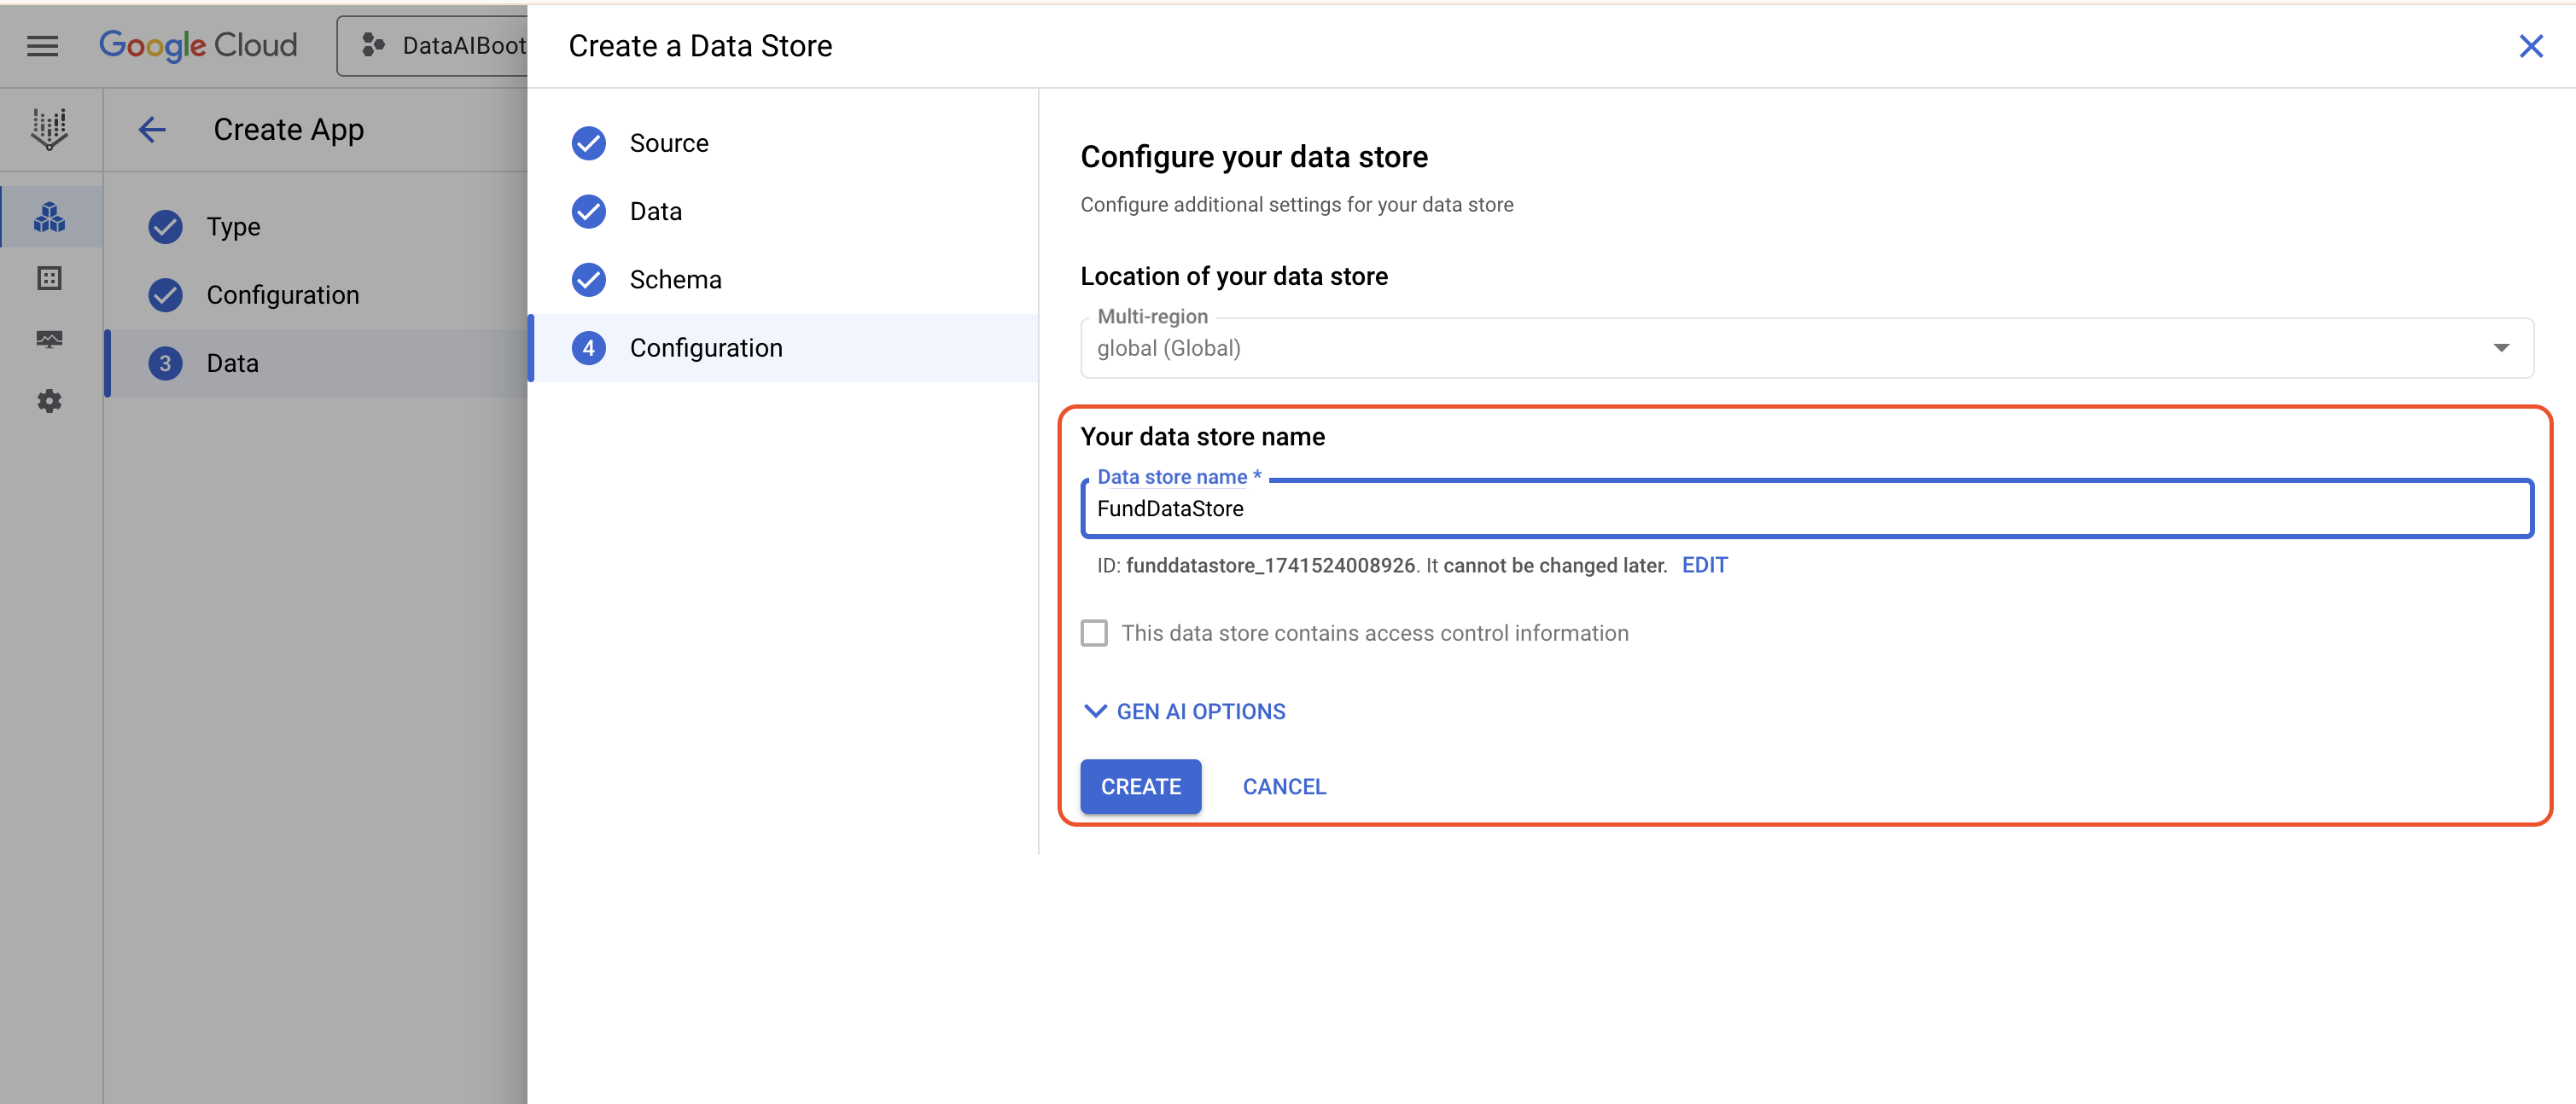 Google Cloud
DataAIBoot
Create App
Type
Configuration
3 Data
Create a Data Store
Source
Data
Schema
4 Configuration
Configure your data store
Configure additional settings for your data store
Location of your data store
Multi-region
global (Global)
Your data store name
Data store name *
FundDataStore
ID: funddatastore_1741524008926. It cannot be changed later. EDIT
This data store contains access control information
GEN AI OPTIONS
CREATE CANCEL